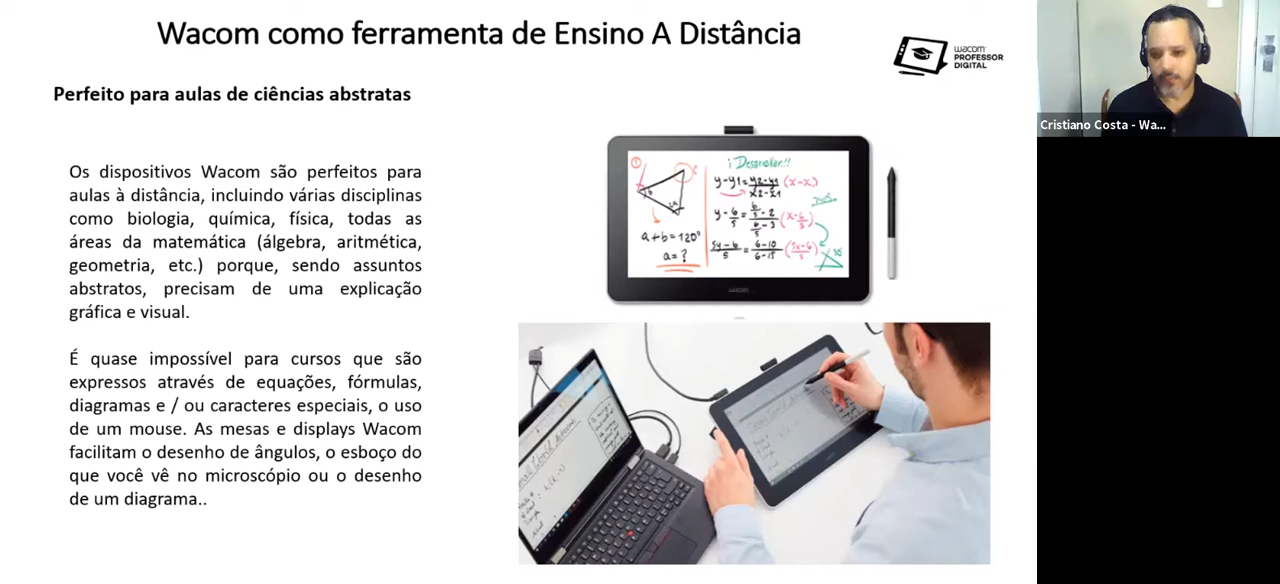 Wacom como ferramenta de Ensino A Distância
wacom
PROFESSOR
DIGITAL
Perfeito para aulas de ciências abstratas
Os dispositivos Wacom são perfeitos para
aulas à distância, incluindo várias disciplinas
como biologia, química, física, todas as
áreas da matemática (álgebra, aritmética,
geometria, etc.) porque, sendo assuntos
abstratos, precisam de uma explicação
gráfica e visual.
É quase impossível para cursos que são
expressos através de equações, fórmulas,
diagramas e / ou caracteres especiais, o uso
de um mouse. As mesas e displays Wacom
facilitam o desenho de ângulos, o esboço do
que você vê no microscópio ou o desenho
de um diagrama..
a+b=120°
a=?
wacom
Cristiano Costa - Wa...